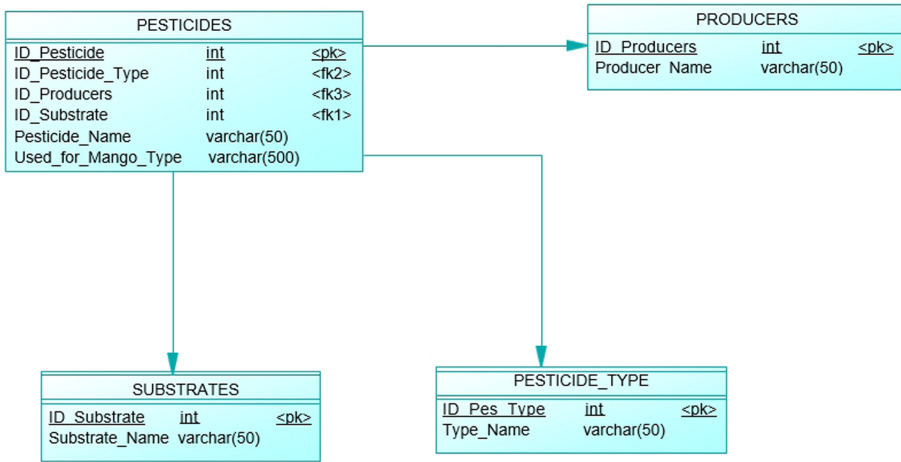 PESTICIDES
ID_Pesticide int <pk>
ID_Pesticide_Type int <fk2>
ID_Producers int <fk3>
ID_Substrate int <fk1>
Pesticide_Name varchar(50)
Used_for_Mango_Type varchar(500)
PRODUCERS
ID_Producers int <pk>
Producer_Name varchar(50)
SUBSTRATES
ID_Substrate int <pk>
Substrate_Name varchar(50)
PESTICIDE_TYPE
ID_Pes_Type int <pk>
Type_Name varchar(50)